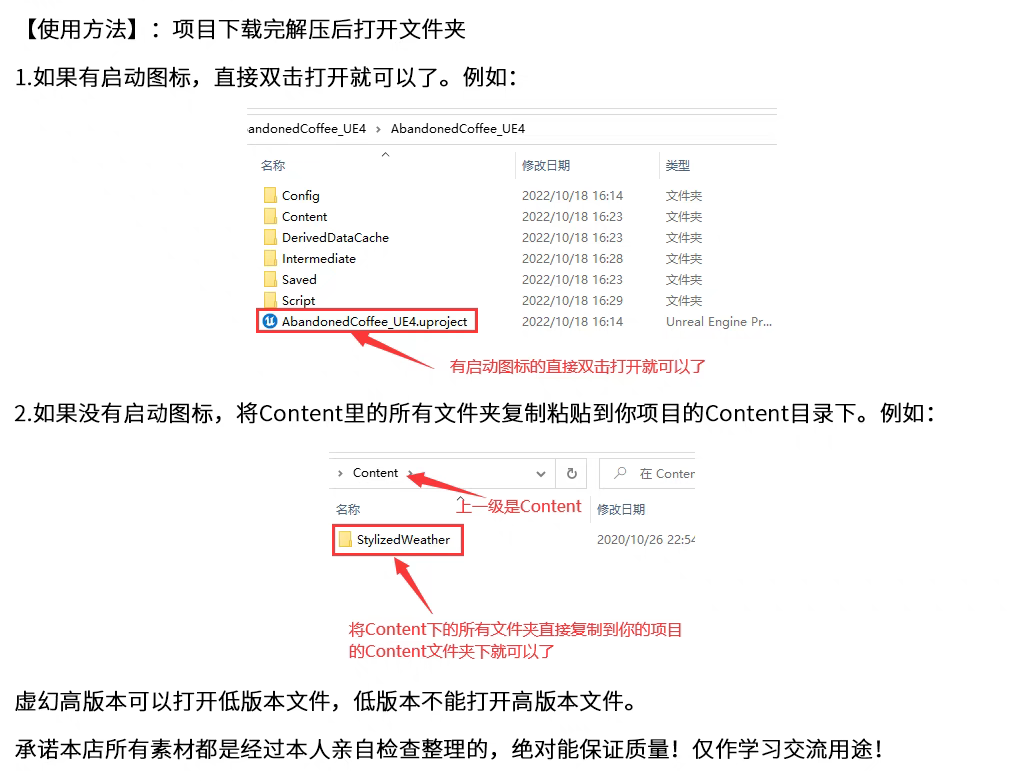 【使用方法】：项目下载完解压后打开文件夹
1.如果有启动图标，直接双击打开就可以了。例如：
andonedCoffee_UE4 › AbandonedCoffee_UE4
名称 修改日期 类型
Config 2022/10/18 16:14 文件夹
Content 2022/10/18 16:23 文件夹
DerivedDataCache 2022/10/18 16:23 文件夹
Intermediate 2022/10/18 16:28 文件夹
Saved 2022/10/18 16:23 文件夹
Script 2022/10/18 16:29 文件夹
AbandonedCoffee_UE4.uproject 2022/10/18 16:14 Unreal Engine Pr...
有启动图标的直接双击打开就可以了
2.如果没有启动图标，将Content里的所有文件夹复制粘贴到你项目的Content目录下。例如：
› Content › 在 Conten
上一级是Content
名称 修改日期
StylizedWeather 2020/10/26 22:54
将Content下的所有文件夹直接复制到你的项目
的Content文件夹下就可以了
虚幻高版本可以打开低版本文件，低版本不能打开高版本文件。
承诺本店所有素材都是经过本人亲自检查整理的，绝对能保证质量！仅作学习交流用途！